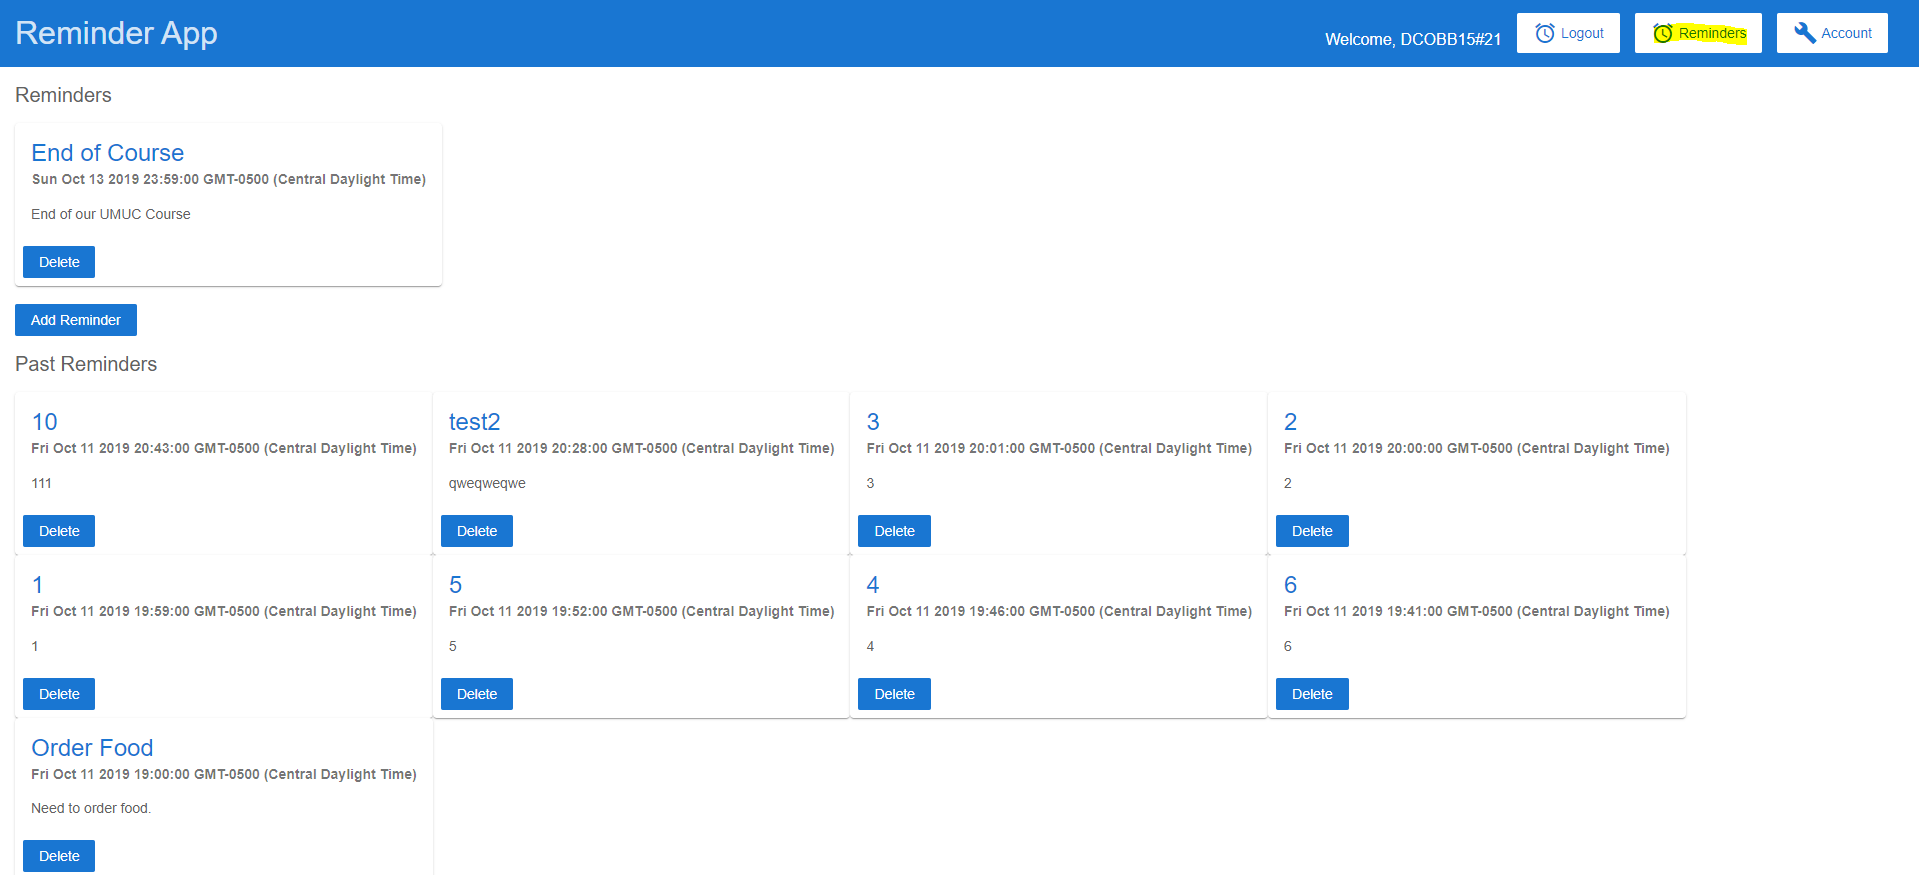 Reminder App
Welcome, DCOBB15#21
Logout
Reminders
Account
Reminders
End of Course
Sun Oct 13 2019 23:59:00 GMT-0500 (Central Daylight Time)
End of our UMUC Course
Delete
Add Reminder
Past Reminders
10
Fri Oct 11 2019 20:43:00 GMT-0500 (Central Daylight Time)
111
Delete
test2
Fri Oct 11 2019 20:28:00 GMT-0500 (Central Daylight Time)
qweqweqwe
Delete
3
Fri Oct 11 2019 20:01:00 GMT-0500 (Central Daylight Time)
3
Delete
2
Fri Oct 11 2019 20:00:00 GMT-0500 (Central Daylight Time)
2
Delete
1
Fri Oct 11 2019 19:59:00 GMT-0500 (Central Daylight Time)
1
Delete
5
Fri Oct 11 2019 19:52:00 GMT-0500 (Central Daylight Time)
5
Delete
4
Fri Oct 11 2019 19:46:00 GMT-0500 (Central Daylight Time)
4
Delete
6
Fri Oct 11 2019 19:41:00 GMT-0500 (Central Daylight Time)
6
Delete
Order Food
Fri Oct 11 2019 19:00:00 GMT-0500 (Central Daylight Time)
Need to order food.
Delete